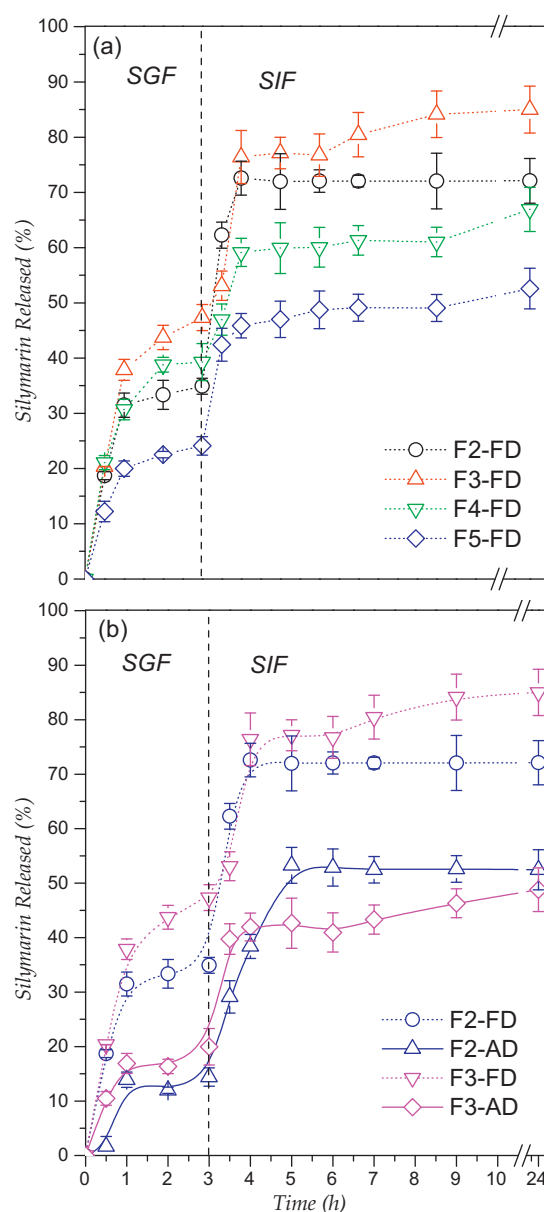 100
(a)
SGF
SIF
90
80
70
60
50
40
30
20
10
0
Silymarin Released (%)
F2-FD
F3-FD
F4-FD
F5-FD
100
(b)
SGF
SIF
90
80
70
60
50
40
30
20
10
0
Silymarin Released (%)
F2-FD
F2-AD
F3-FD
F3-AD
0 1 2 3 4 5 6 7 8 9 10 24
Time (h)